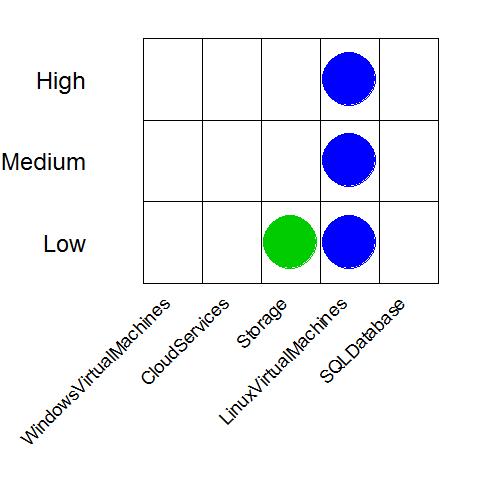 High
Medium
Low
WindowsVirtualMachines
CloudServices
Storage
LinuxVirtualMachines
SQLDatabase